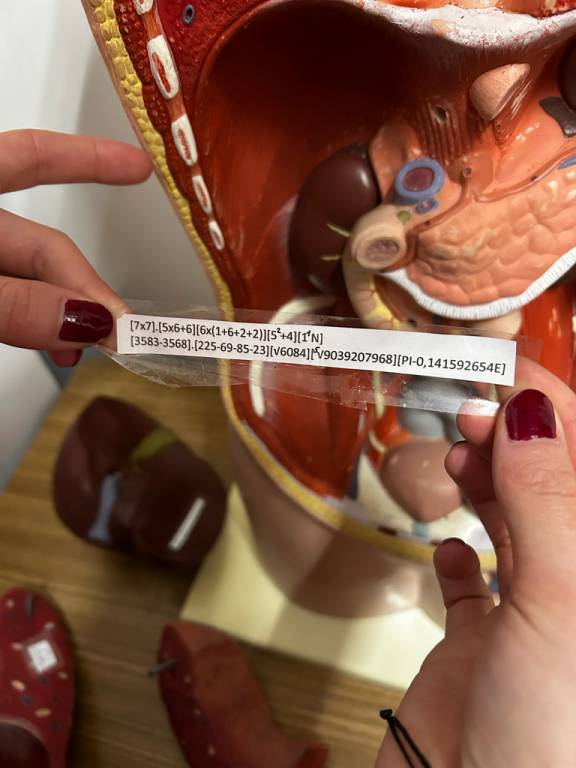 [7x7].[5x6+6][6x(1+6+2+2)][5²+4][1⁴N]
[3583-3568].[225-69-85-23][√6084][⁴√9039207968][PI-0,141592654E]